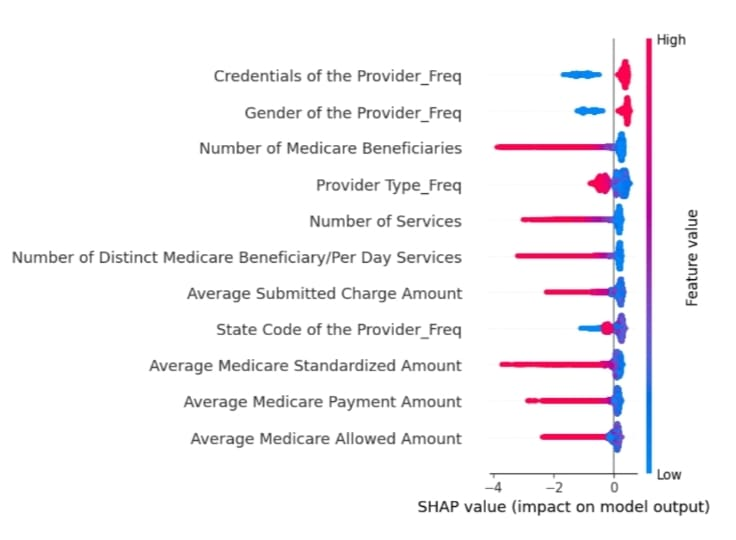 High
Credentials of the Provider_Freq
Gender of the Provider_Freq
Number of Medicare Beneficiaries
Provider Type_Freq
Number of Services
Number of Distinct Medicare Beneficiary/Per Day Services
Average Submitted Charge Amount
State Code of the Provider_Freq
Average Medicare Standardized Amount
Average Medicare Payment Amount
Average Medicare Allowed Amount
Feature value
Low
−4 −2 0
SHAP value (impact on model output)